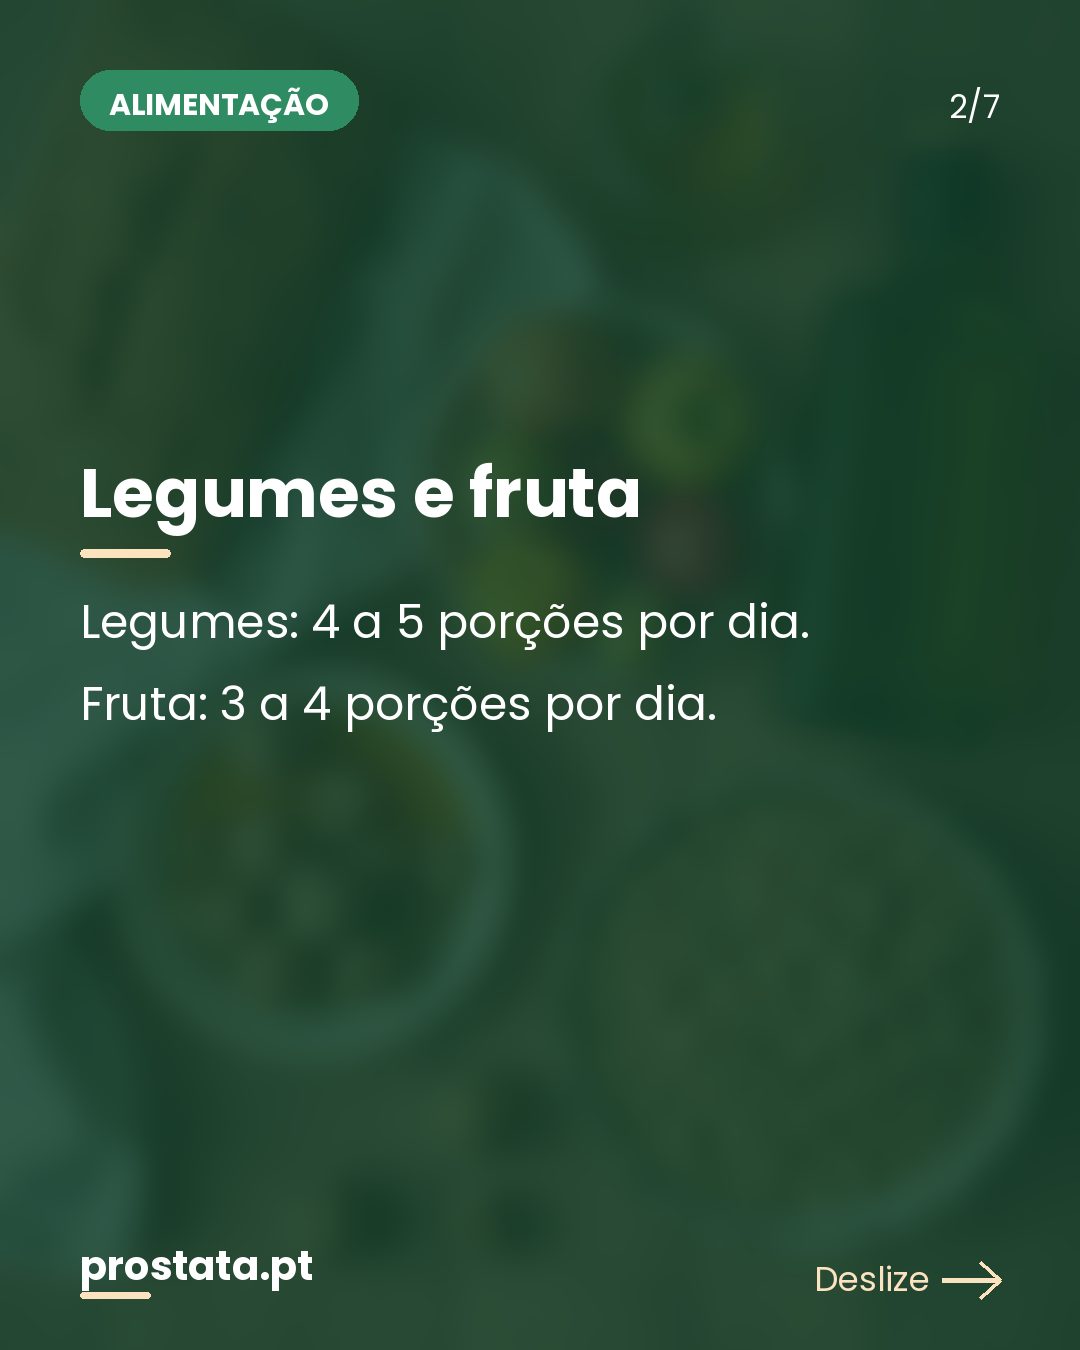 ALIMENTAÇÃO
2/7
Legumes e fruta
Legumes: 4 a 5 porções por dia.
Fruta: 3 a 4 porções por dia.
prostata.pt
Deslize